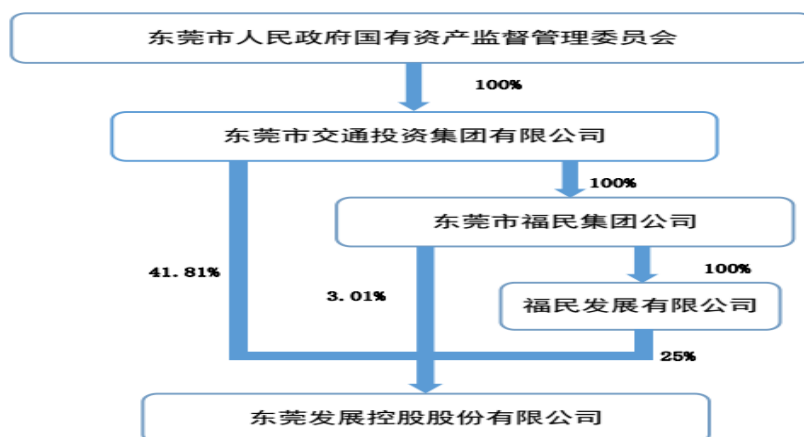 东莞市人民政府国有资产监督管理委员会
100%
东莞市交通投资集团有限公司
100%
东莞市福民集团公司
41.81%
3.01%
100%
福民发展有限公司
25%
东莞发展控股股份有限公司